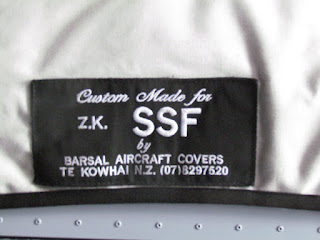 Custom Made for
Z.K. SSF
by
BARSAL AIRCRAFT COVERS
TE KOWHAI N.Z. (07)8297520